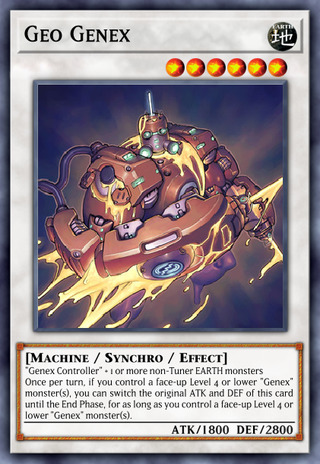 Geo Genex
EARTH
地
[Machine / Synchro / Effect]
"Genex Controller" + 1 or more non-Tuner EARTH monsters
Once per turn, if you control a face-up Level 4 or lower "Genex"
monster(s), you can switch the original ATK and DEF of this card
until the End Phase, for as long as you control a face-up Level 4 or
lower "Genex" monster(s).
ATK/1800 DEF/2800